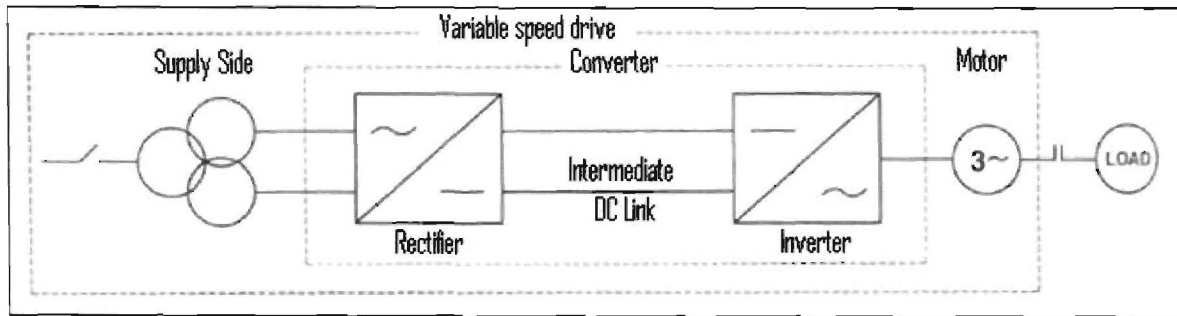 Variable speed drive
Supply Side
Converter
Motor
3~
LOAD
Intermediate
DC Link
Rectifier
Inverter